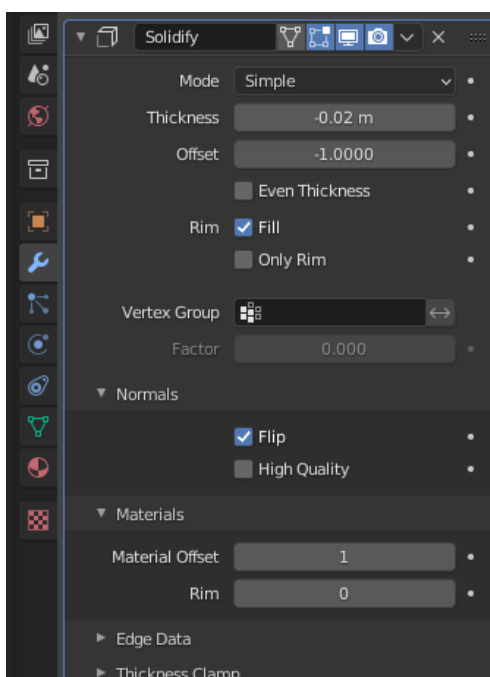 Solidify
Mode Simple
Thickness -0.02 m
Offset -1.0000
Even Thickness
Rim Fill
Only Rim
Vertex Group
Factor 0.000
Normals
Flip
High Quality
Materials
Material Offset 1
Rim 0
Edge Data
Thickness Clamp